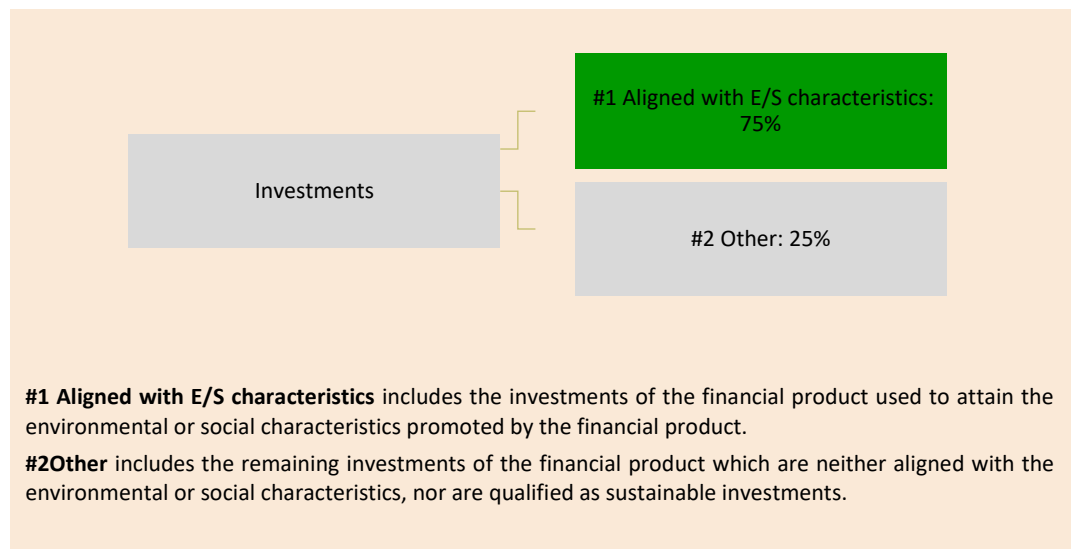 #1 Aligned with E/S characteristics:
75%
Investments
#2 Other: 25%
#1 Aligned with E/S characteristics includes the investments of the financial product used to attain the
environmental or social characteristics promoted by the financial product.
#2Other includes the remaining investments of the financial product which are neither aligned with the
environmental or social characteristics, nor are qualified as sustainable investments.